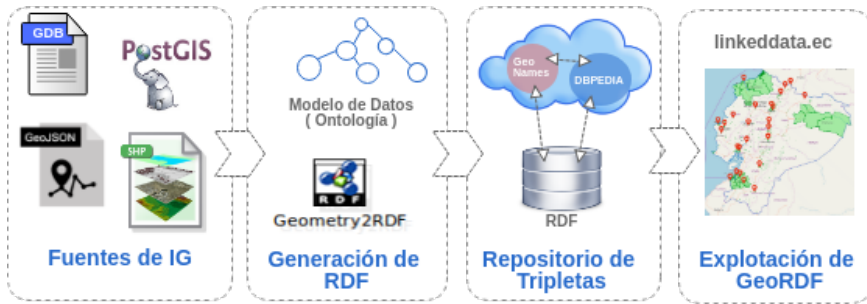 GDB
PostGIS
GeoJSON
SHP
Fuentes de IG
Modelo de Datos
( Ontología )
RDF
Geometry2RDF
Generación de
RDF
Geo
Names
DBPEDIA
RDF
Repositorio de
Tripletas
linkeddata.ec
Explotación de
GeoRDF